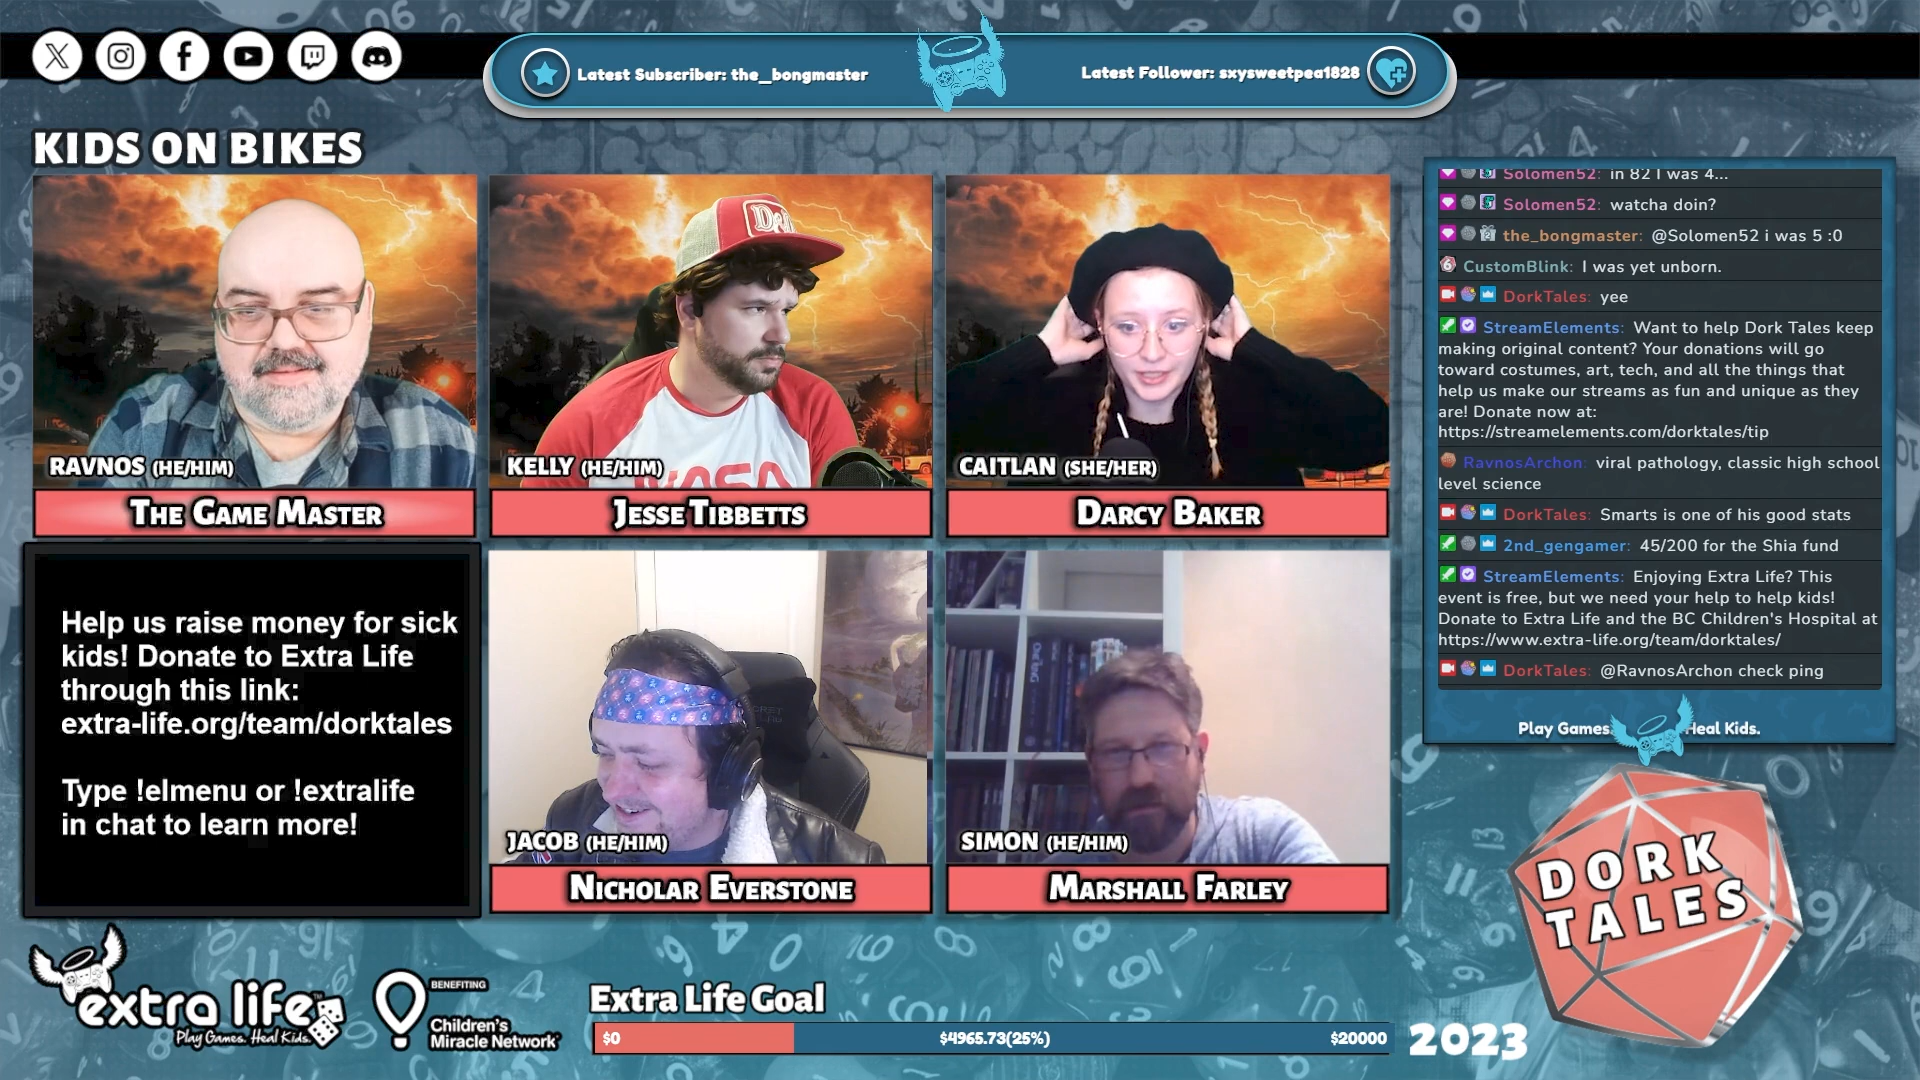 Latest Subscriber: the_bongmaster
Latest Follower: sxysweetpea1828
KIDS ON BIKES
RAVNOS (HE/HIM)
THE GAME MASTER
KELLY (HE/HIM)
NASA
JESSE TIBBETTS
CAITLAN (SHE/HER)
DARCY BAKER
Help us raise money for sick
kids! Donate to Extra Life
through this link:
extra-life.org/team/dorktales
Type !elmenu or !extralife
in chat to learn more!
JACOB (HE/HIM)
NICHOLAR EVERSTONE
SIMON (HE/HIM)
MARSHALL FARLEY
Solomen52: in 82 I was 4...
Solomen52: watcha doin?
the_bongmaster: @Solomen52 i was 5 :0
CustomBlink: I was yet unborn.
DorkTales: yee
StreamElements: Want to help Dork Tales keep
making original content? Your donations will go
toward costumes, art, tech, and all the things that
help us make our streams as fun and unique as they
are! Donate now at:
https://streamelements.com/dorktales/tip
RavnosArchon: viral pathology, classic high school
level science
DorkTales: Smarts is one of his good stats
2nd_gengamer: 45/200 for the Shia fund
StreamElements: Enjoying Extra Life? This
event is free, but we need your help to help kids!
Donate to Extra Life and the BC Children's Hospital at
https://www.extra-life.org/team/dorktales/
DorkTales: @RavnosArchon check ping
Play Games. Heal Kids.
DORK
TALES
extra life
Play Games. Heal Kids.
BENEFITING
Children's
Miracle Network
Extra Life Goal
$0
$4965.73(25%)
$20000
2023